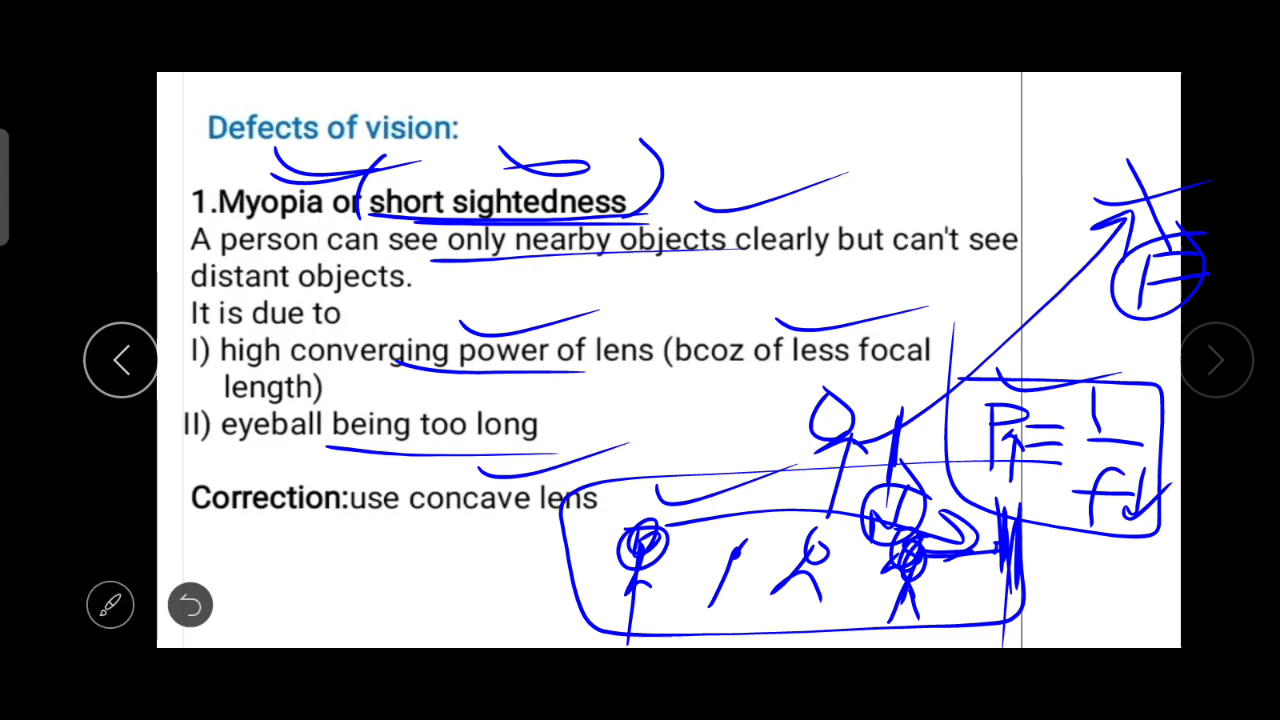 Defects of vision:
1.Myopia or short sightedness
A person can see only nearby objects clearly but can't see
distant objects.
It is due to
I) high converging power of lens (bcoz of less focal
length)
II) eyeball being too long
P↑ = 1/f↓
Correction:use concave lens